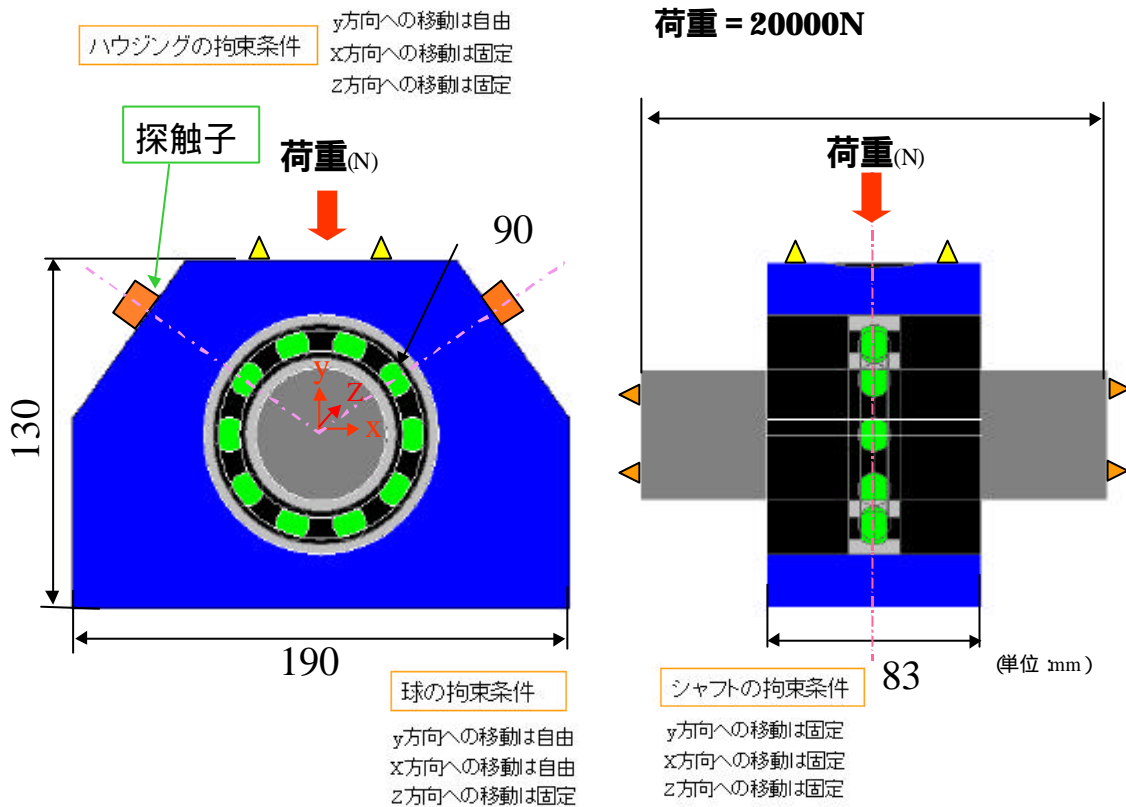 荷重 = 20000N
ハウジングの拘束条件
y方向への移動は自由
x方向への移動は固定
z方向への移動は固定
探触子
荷重(N)
90
y
z
x
130
190
荷重(N)
83
(単位:mm)
球の拘束条件
y方向への移動は自由
x方向への移動は自由
z方向への移動は固定
シャフトの拘束条件
y方向への移動は固定
x方向への移動は固定
z方向への移動は固定